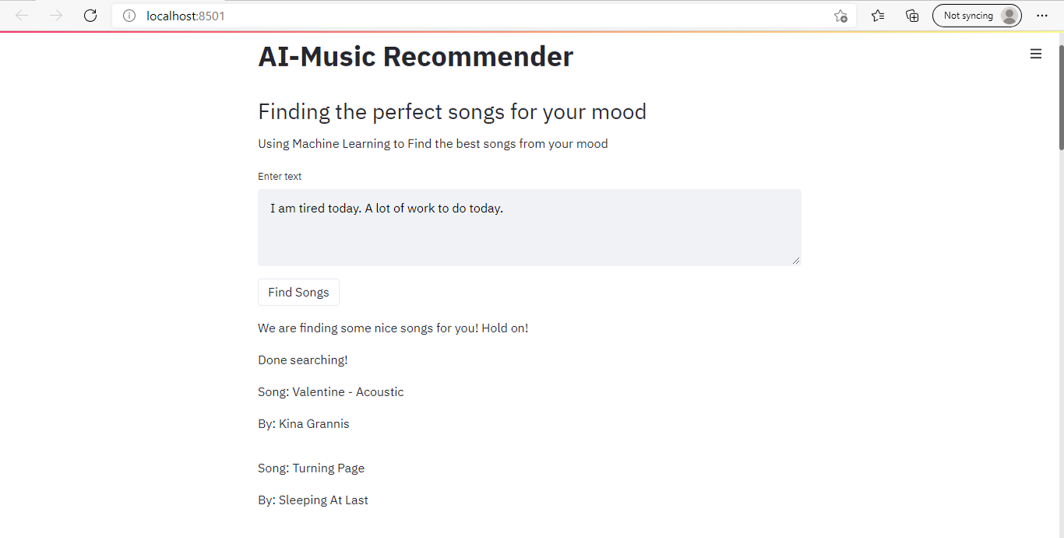 localhost:8501
Not syncing
AI-Music Recommender
Finding the perfect songs for your mood
Using Machine Learning to Find the best songs from your mood
Enter text
I am tired today. A lot of work to do today.
Find Songs
We are finding some nice songs for you! Hold on!
Done searching!
Song: Valentine - Acoustic
By: Kina Grannis
Song: Turning Page
By: Sleeping At Last